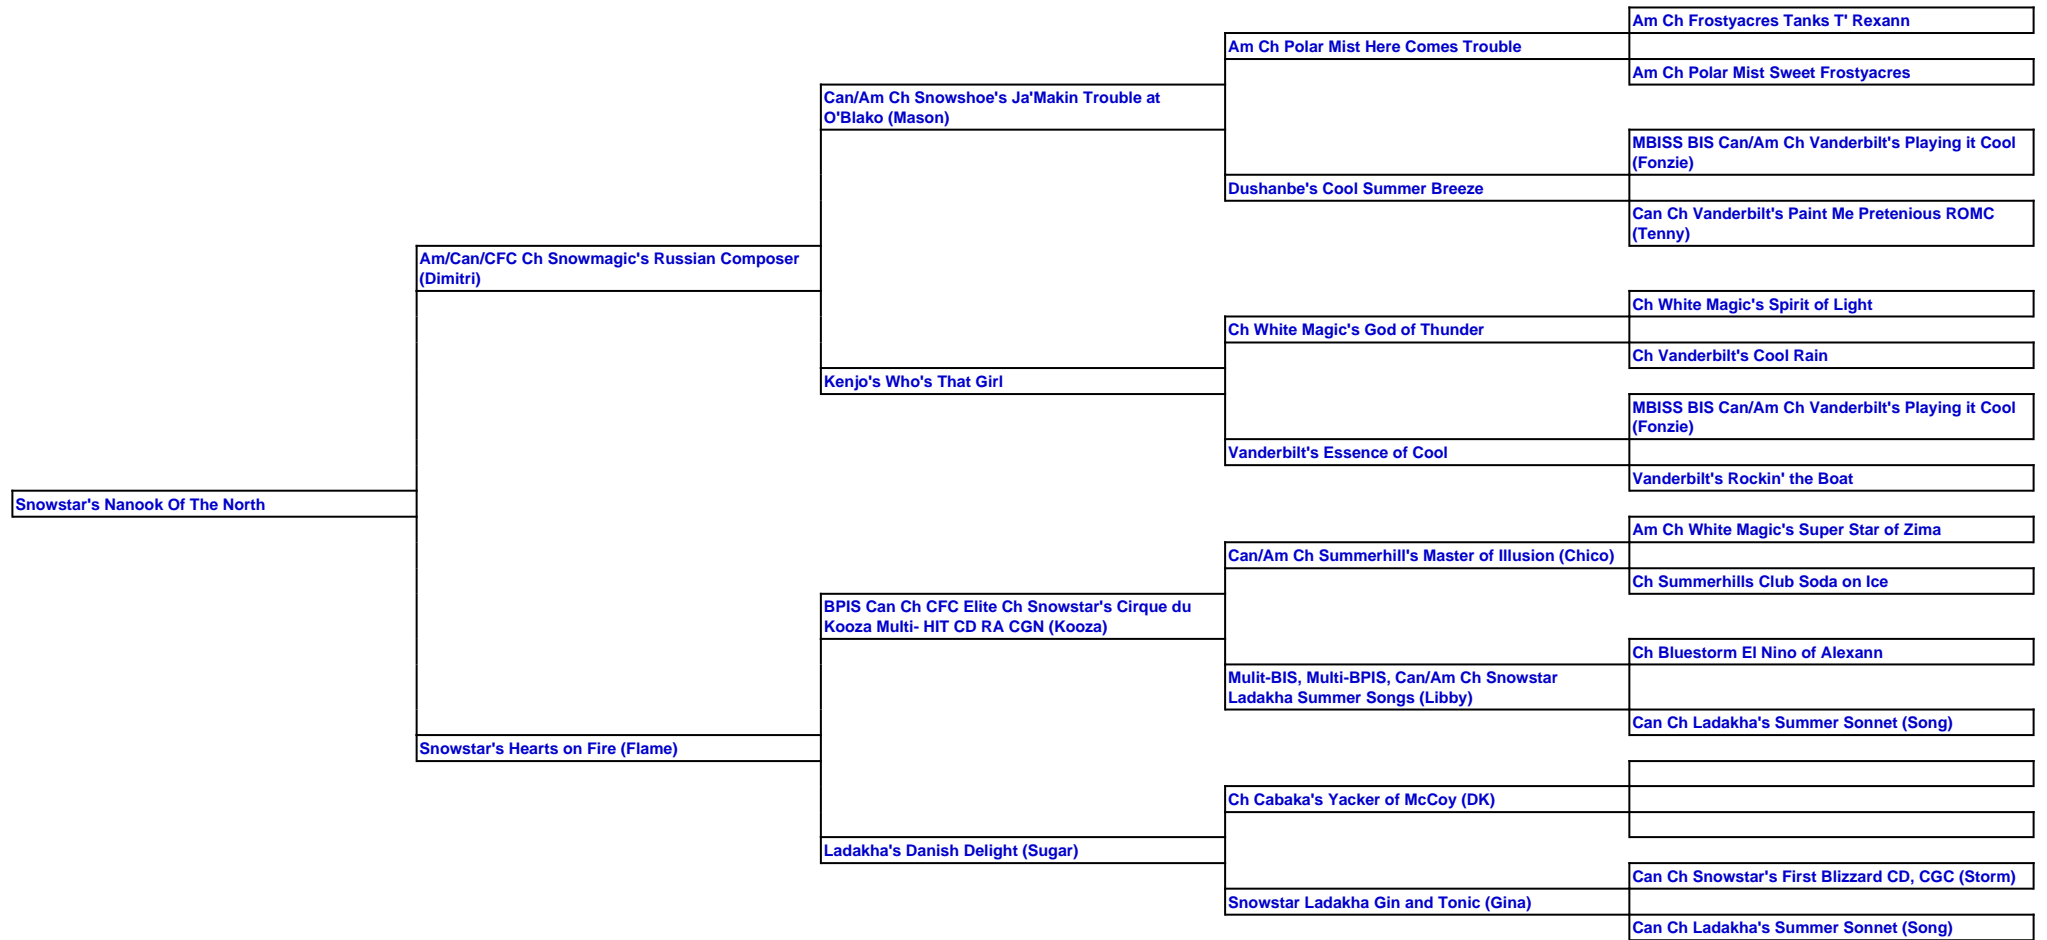 Am Ch Frostyacres Tanks T' Rexann
Am Ch Polar Mist Here Comes Trouble
Am Ch Polar Mist Sweet Frostyacres
Can/Am Ch Snowshoe's Ja'Makin Trouble at
O'Blako (Mason)
MBISS BIS Can/Am Ch Vanderbilt's Playing it Cool
(Fonzie)
Dushanbe's Cool Summer Breeze
Can Ch Vanderbilt's Paint Me Pretenious ROMC
(Tenny)
Am/Can/CFC Ch Snowmagic's Russian Composer
(Dimitri)
Ch White Magic's Spirit of Light
Ch White Magic's God of Thunder
Ch Vanderbilt's Cool Rain
Kenjo's Who's That Girl
MBISS BIS Can/Am Ch Vanderbilt's Playing it Cool
(Fonzie)
Vanderbilt's Essence of Cool
Vanderbilt's Rockin' the Boat
Snowstar's Nanook Of The North
Am Ch White Magic's Super Star of Zima
Can/Am Ch Summerhill's Master of Illusion (Chico)
Ch Summerhills Club Soda on Ice
BPIS Can Ch CFC Elite Ch Snowstar's Cirque du
Kooza Multi- HIT CD RA CGN (Kooza)
Ch Bluestorm El Nino of Alexann
Mulit-BIS, Multi-BPIS, Can/Am Ch Snowstar
Ladakha Summer Songs (Libby)
Can Ch Ladakha's Summer Sonnet (Song)
Snowstar's Hearts on Fire (Flame)
Ch Cabaka's Yacker of McCoy (DK)
Ladakha's Danish Delight (Sugar)
Can Ch Snowstar's First Blizzard CD, CGC (Storm)
Snowstar Ladakha Gin and Tonic (Gina)
Can Ch Ladakha's Summer Sonnet (Song)